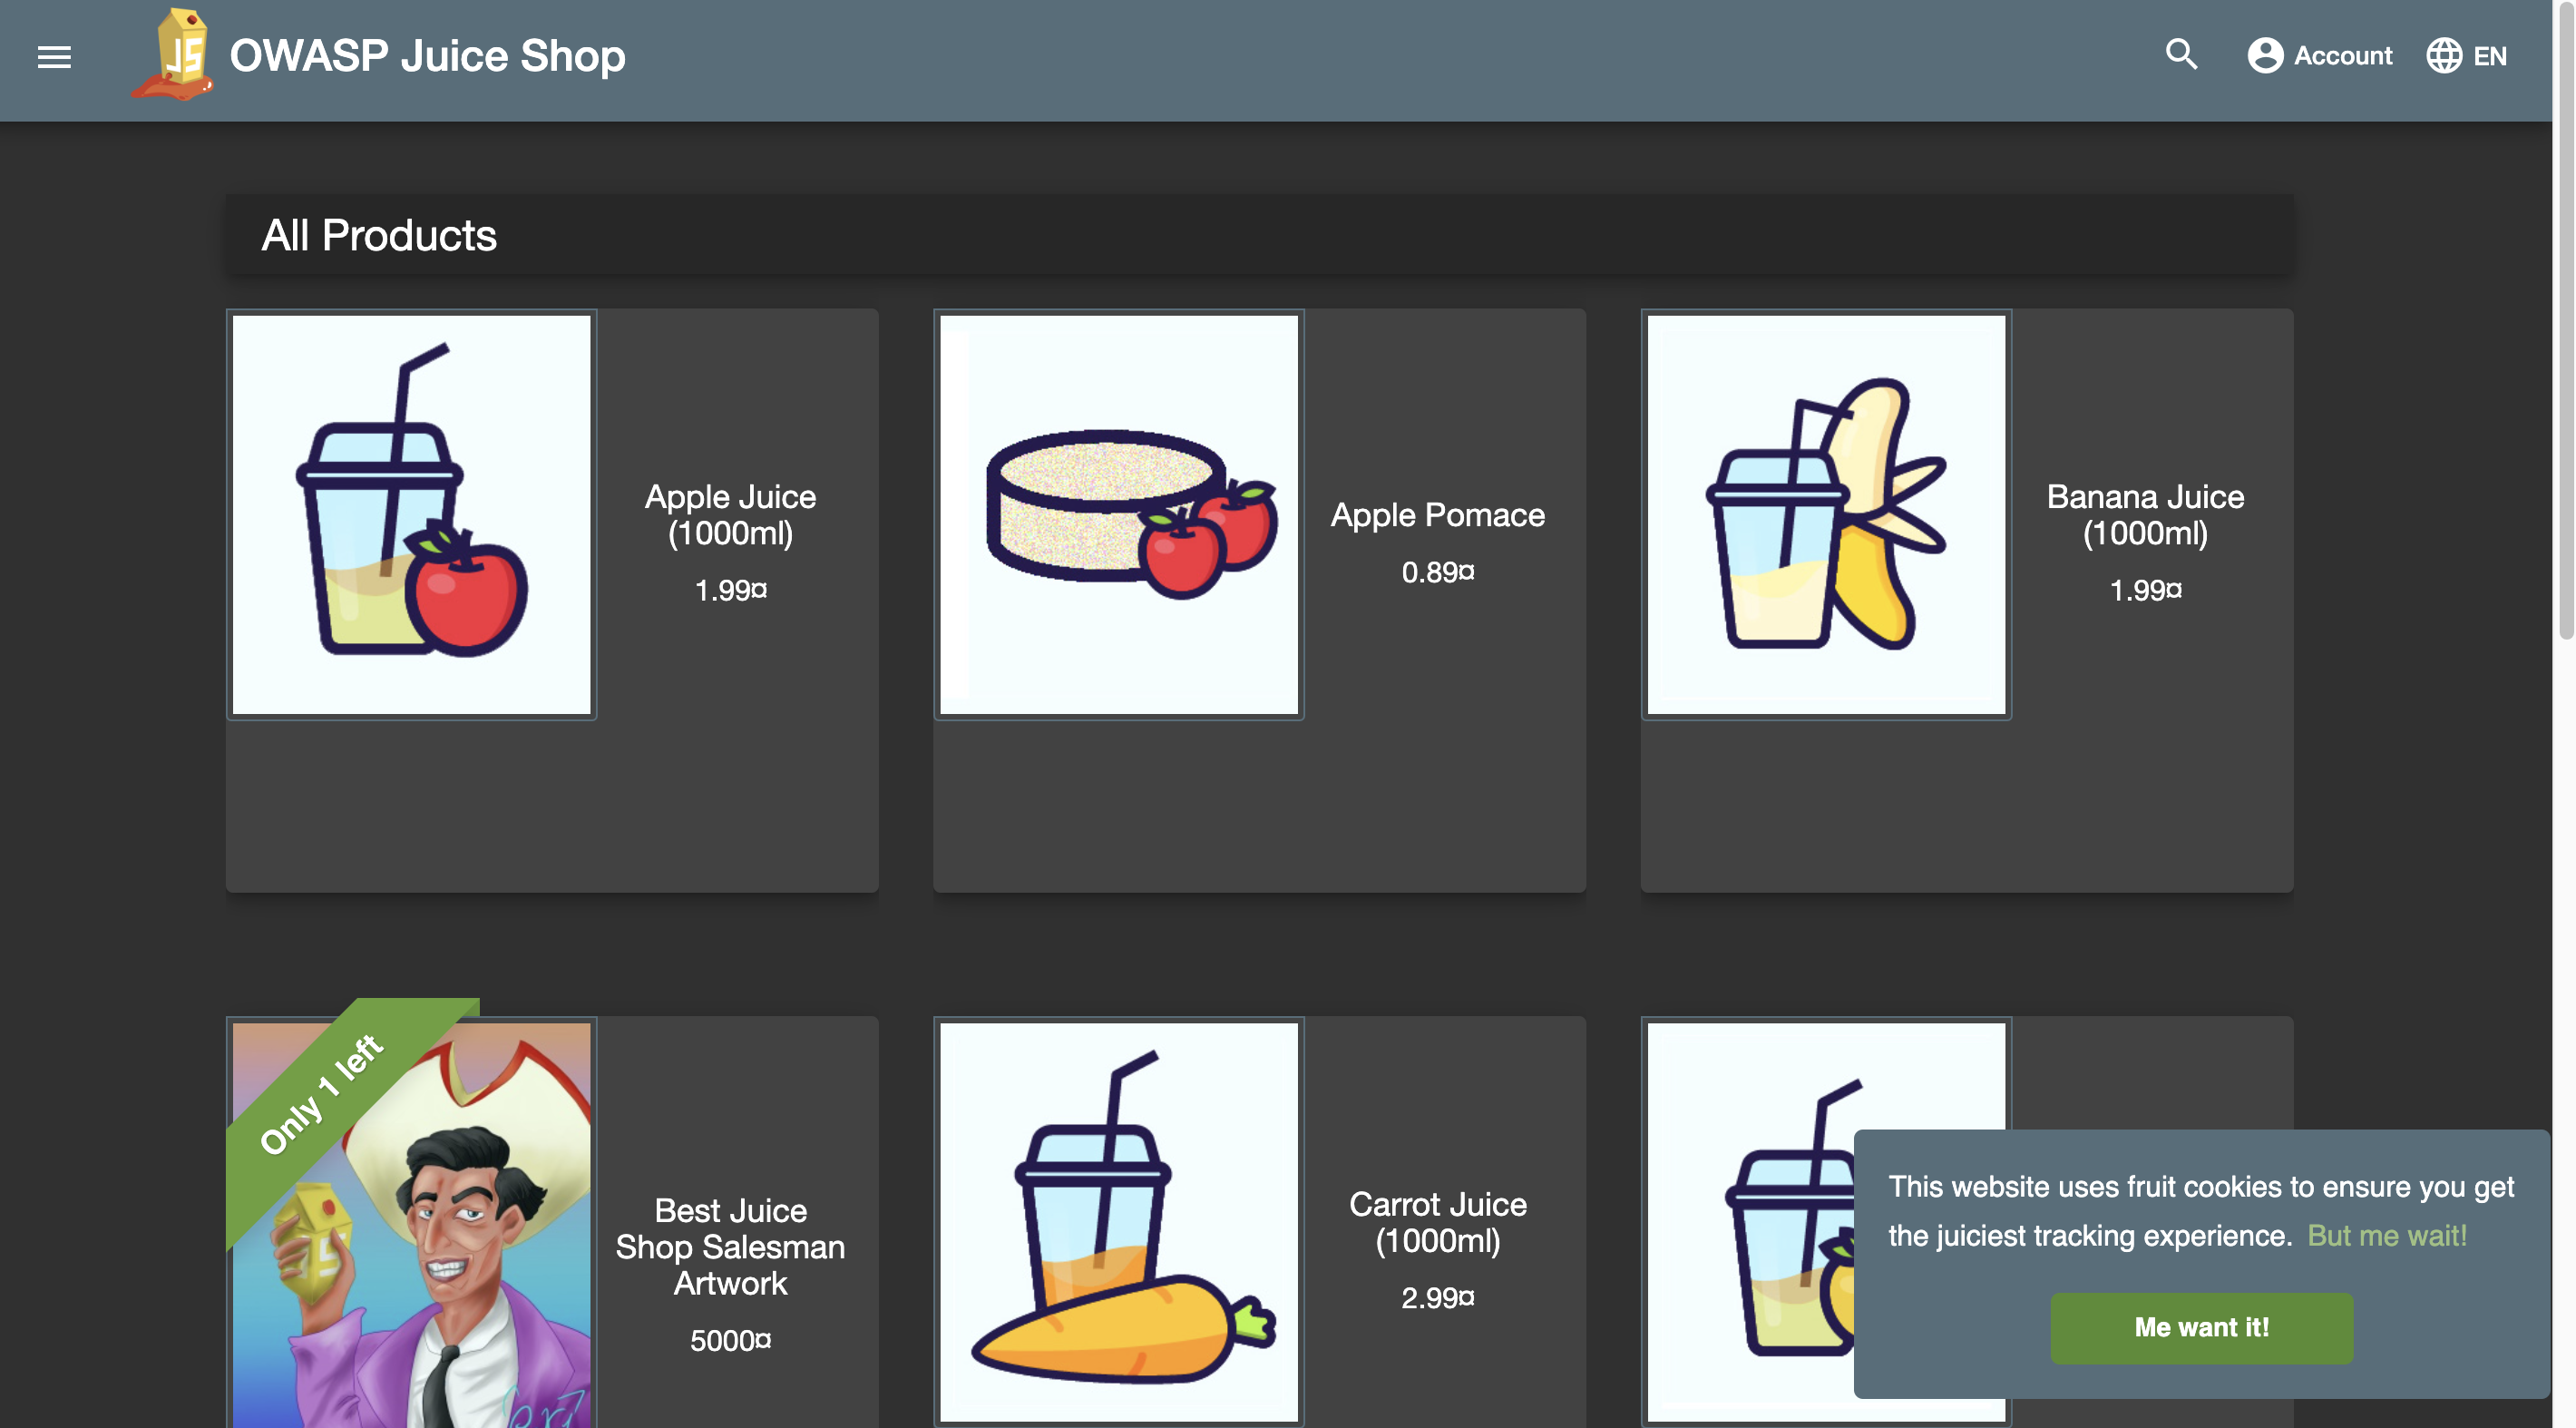 OWASP Juice Shop
Account
EN
All Products
Apple Juice
(1000ml)
1.99¤
Apple Pomace
0.89¤
Banana Juice
(1000ml)
1.99¤
Only 1 left
Best Juice
Shop Salesman
Artwork
5000¤
Carrot Juice
(1000ml)
2.99¤
This website uses fruit cookies to ensure you get
the juiciest tracking experience. But me wait!
Me want it!
JS